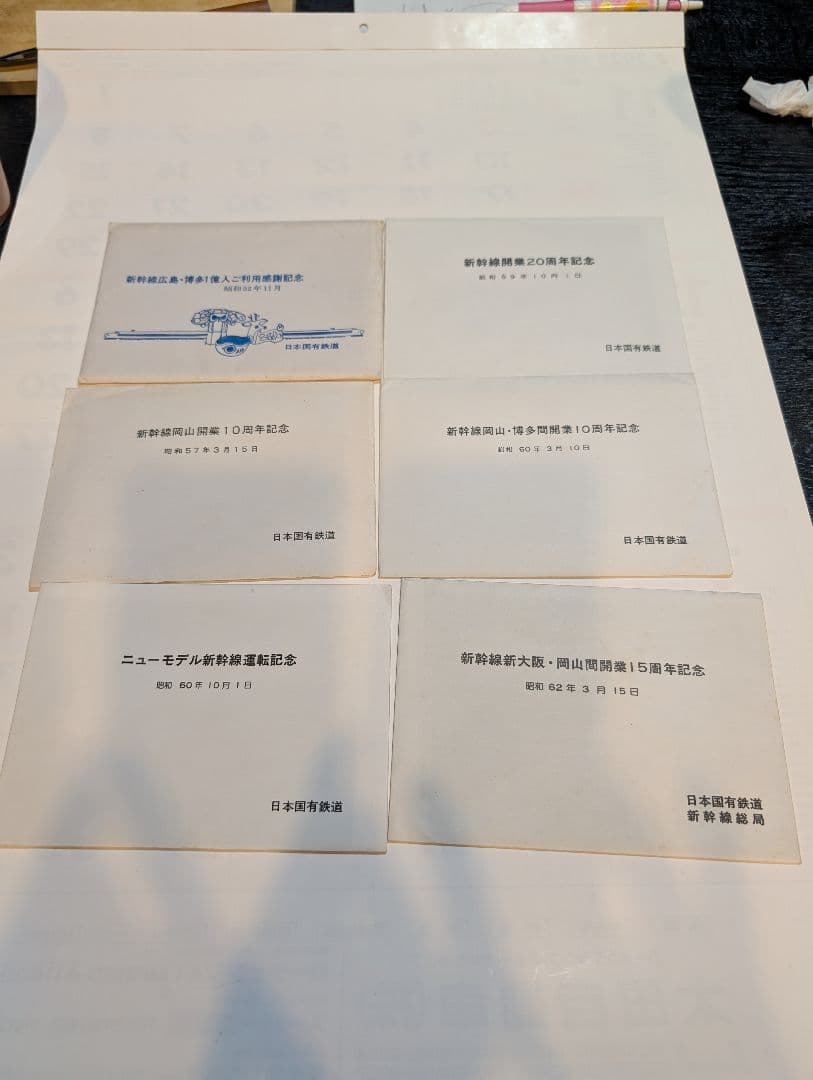 新幹線広島・博多1億人ご利用感謝記念
昭和52年11月
日本国有鉄道
新幹線開業20周年記念
昭和59年10月1日
日本国有鉄道
新幹線岡山開業10周年記念
昭和57年3月15日
日本国有鉄道
新幹線岡山・博多間開業10周年記念
昭和 60年 3月 10日
日本国有鉄道
ニューモデル新幹線運転記念
昭和 60年10月1日
日本国有鉄道
新幹線新大阪・岡山間開業15周年記念
昭和 62年 3 月 15日
日本国有鉄道
新幹線総局